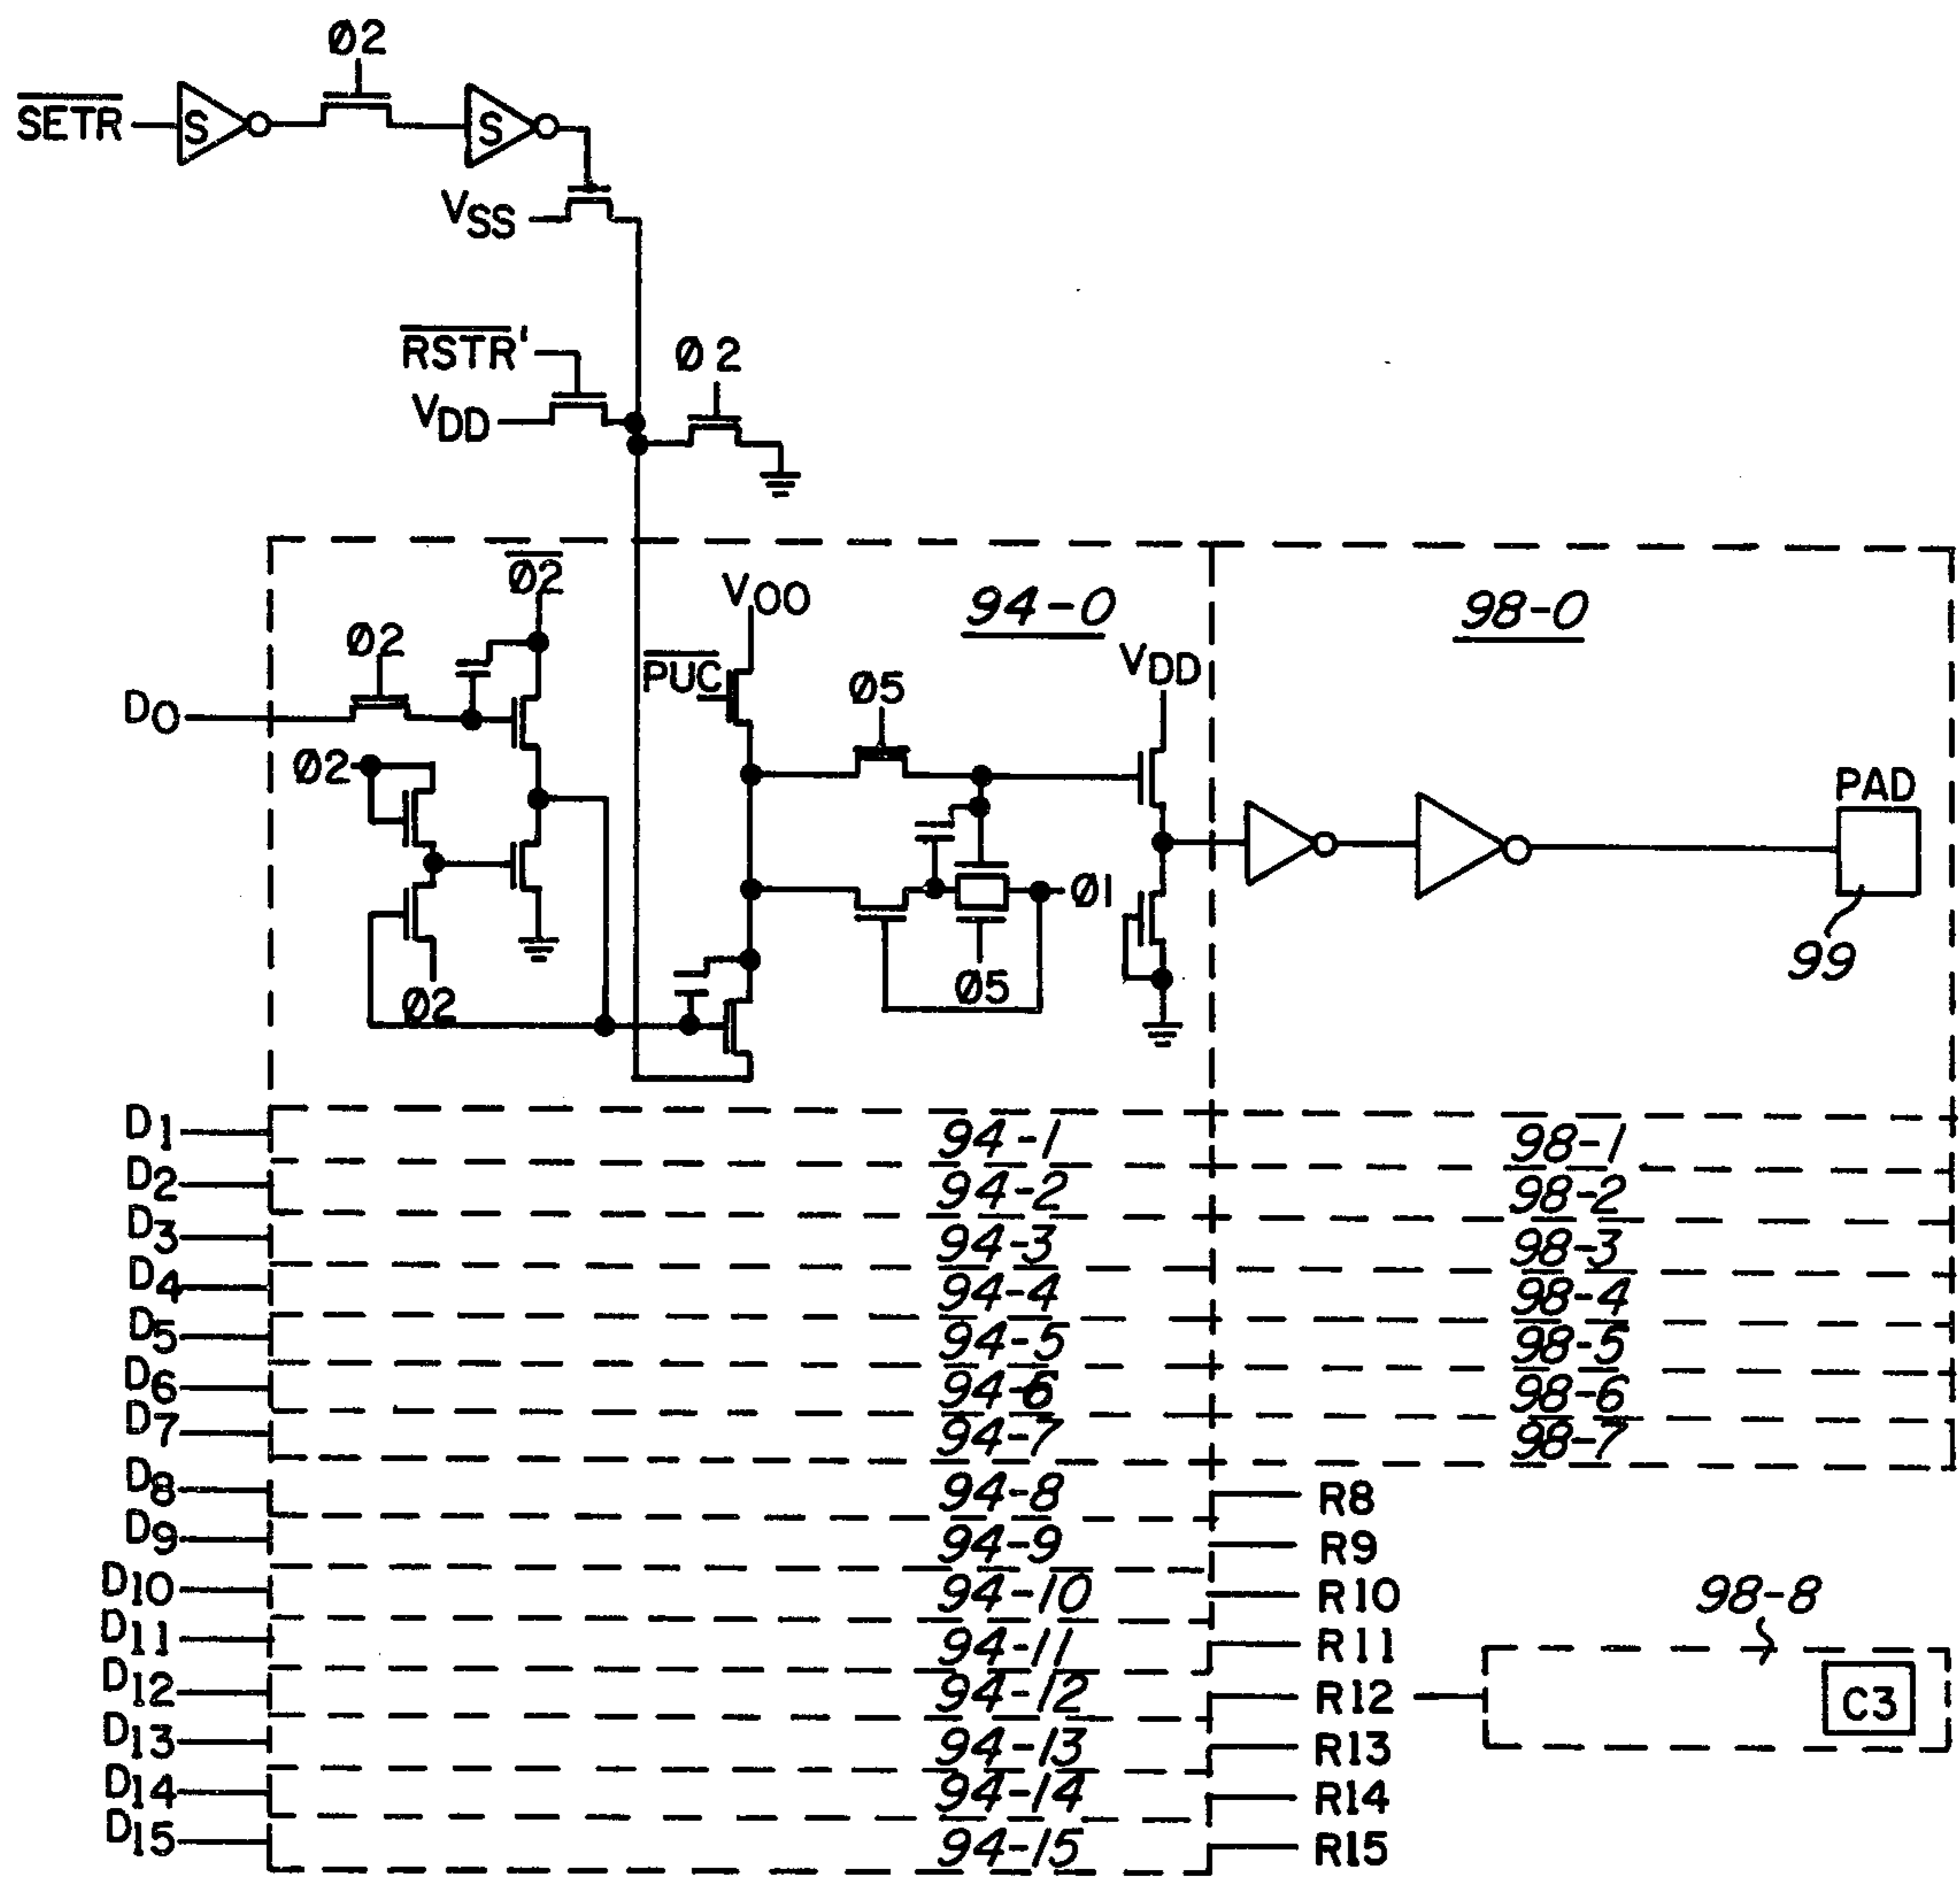 Ø2
SETR
S
S
VSS
RSTR'
Ø2
VDD
Ø2
VOO
94-0
98-0
Ø2
PUC
VDD
DO
Ø5
Ø2
PAD
Ø1
99
Ø2
Ø5
D1 94-1 98-1
D2 94-2 98-2
D3 94-3 98-3
D4 94-4 98-4
D5 94-5 98-5
D6 94-6 98-6
D7 94-7 98-7
D8 94-8 R8
D9 94-9 R9
D10 94-10 R10 98-8
D11 94-11 R11
D12 94-12 R12 C3
D13 94-13 R13
D14 94-14 R14
D15 94-15 R15